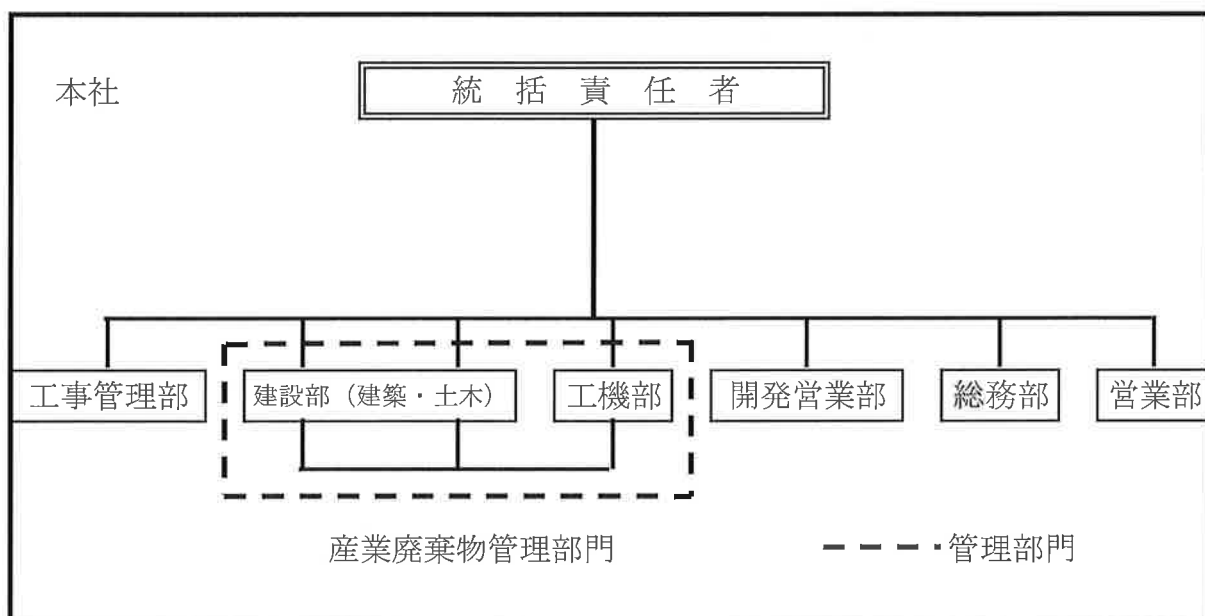 本社
統括責任者
工事管理部
建設部（建築・土木）
工機部
開発営業部
総務部
営業部
産業廃棄物管理部門
管理部門